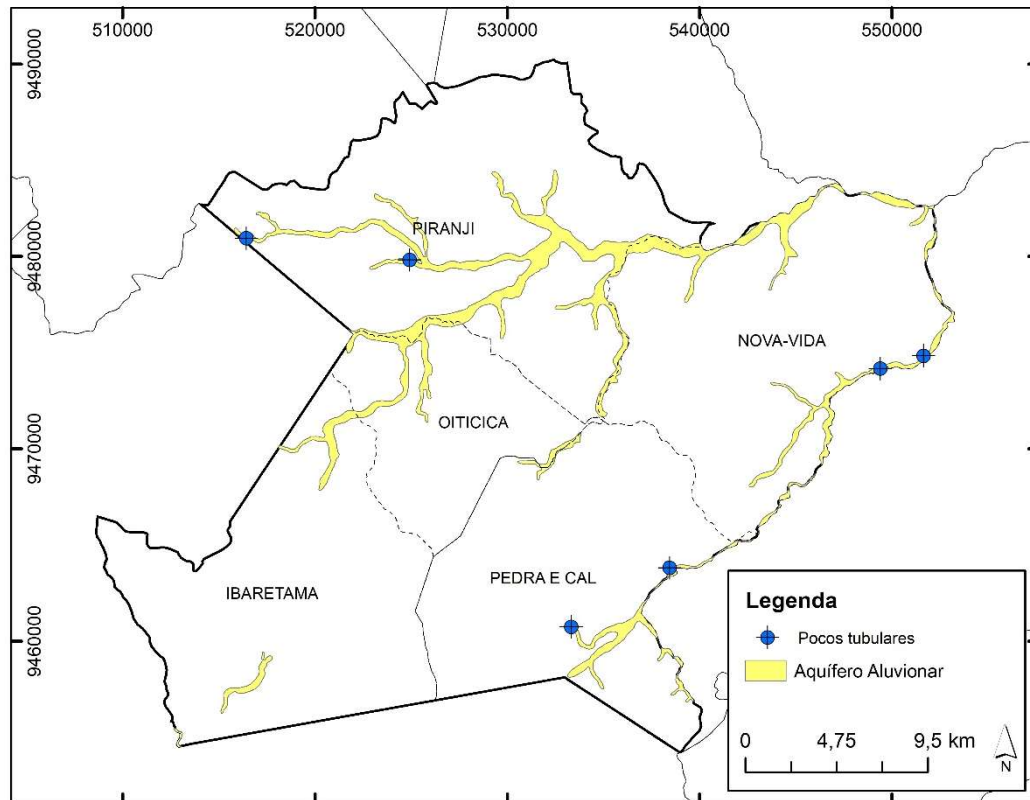 510000 520000 530000 540000 550000
9490000
9480000
9470000
9460000
PIRANJI
NOVA-VIDA
OITICICA
PEDRA E CAL
IBARETAMA
Legenda
Pocos tubulares
Aquífero Aluvionar
0 4,75 9,5 km
N